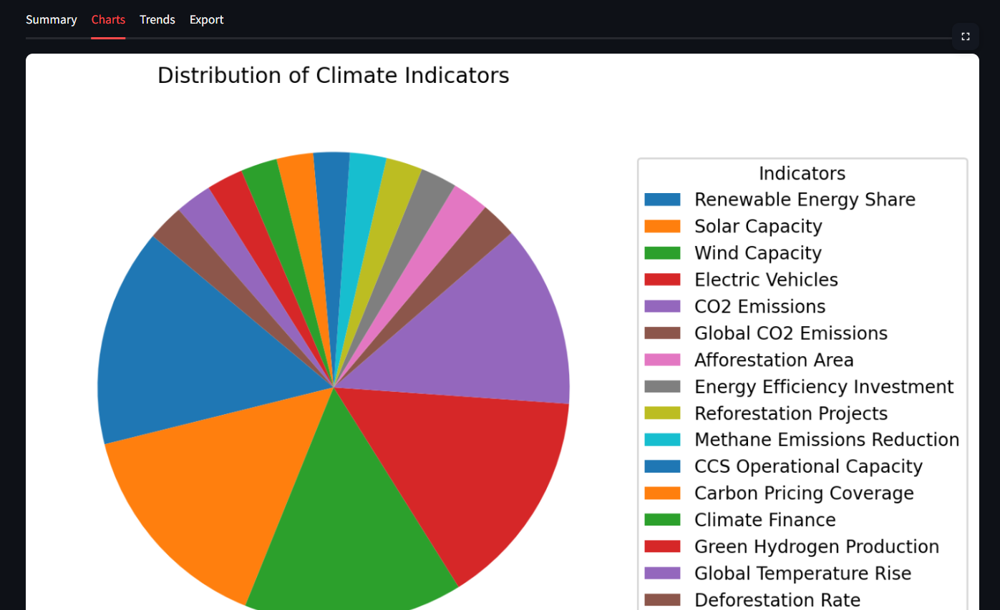 Summary Charts Trends Export
Distribution of Climate Indicators
Indicators
Renewable Energy Share
Solar Capacity
Wind Capacity
Electric Vehicles
CO2 Emissions
Global CO2 Emissions
Afforestation Area
Energy Efficiency Investment
Reforestation Projects
Methane Emissions Reduction
CCS Operational Capacity
Carbon Pricing Coverage
Climate Finance
Green Hydrogen Production
Global Temperature Rise
Deforestation Rate